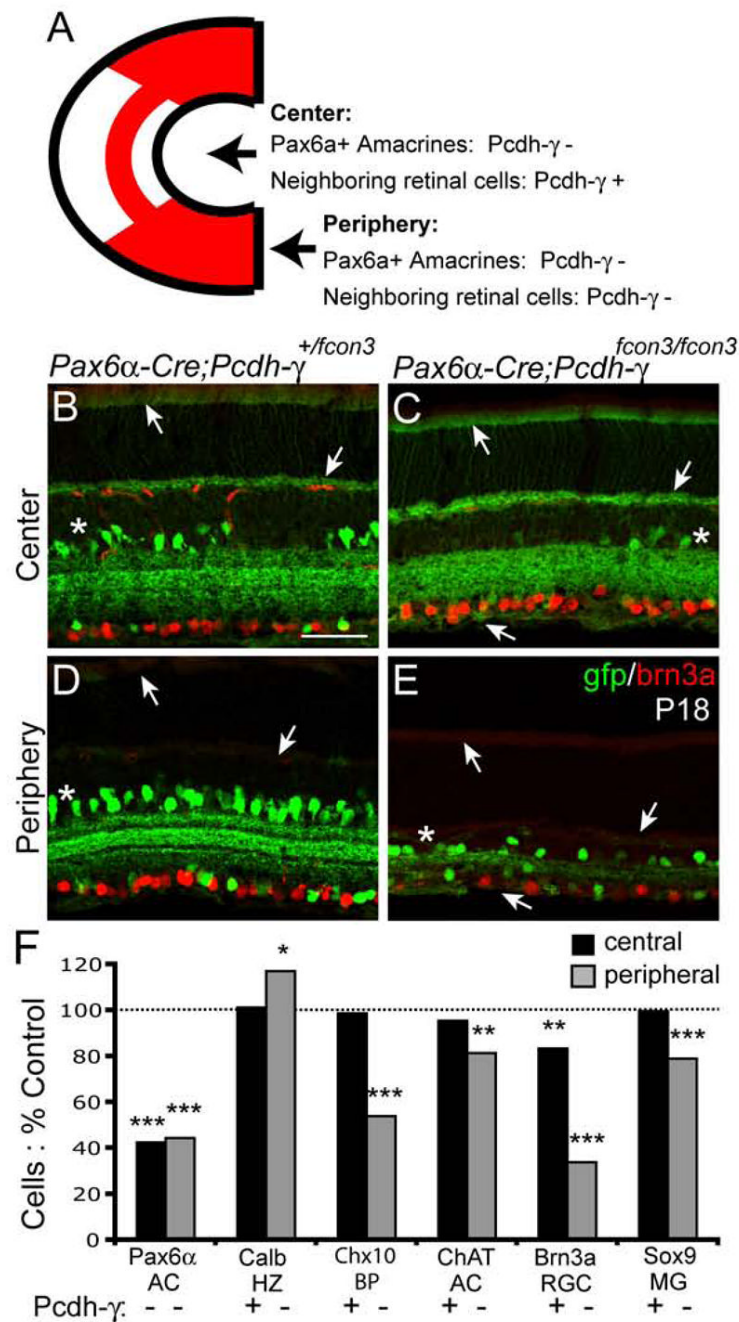 A
Center:
Pax6a+ Amacrines: Pcdh-γ -
Neighboring retinal cells: Pcdh-γ +
Periphery:
Pax6a+ Amacrines: Pcdh-γ -
Neighboring retinal cells: Pcdh-γ -
Pax6α-Cre;Pcdh-γ +/fcon3
Pax6α-Cre;Pcdh-γ fcon3/fcon3
Center
B
*
C
*
Periphery
D
*
E
gfp/brn3a
P18
*
F
central
peripheral
Cells : % Control
120
100
80
60
40
20
0
*** *** * *** ** ** *** ***
Pax6α Calb Chx10 ChAT Brn3a Sox9
AC HZ BP AC RGC MG
Pcdh-γ: - - + - + - + - + - + -